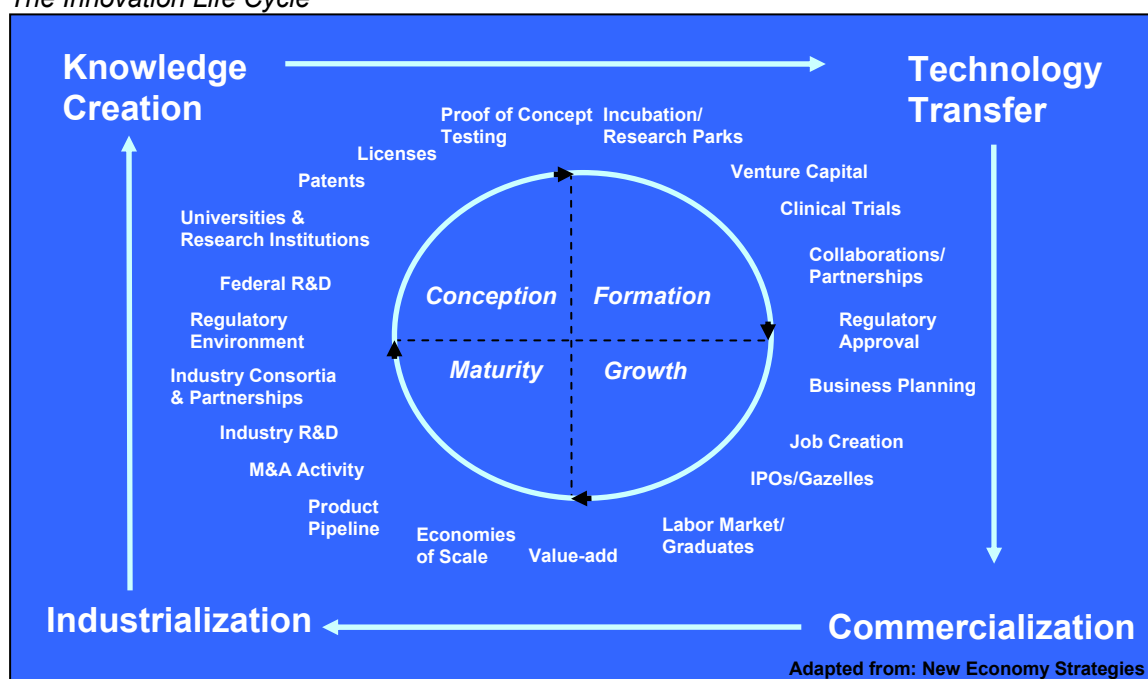 The Innovation Life Cycle
Knowledge
Creation
Technology
Transfer
Proof of Concept
Testing
Incubation/
Research Parks
Licenses
Venture Capital
Patents
Clinical Trials
Universities &
Research Institutions
Collaborations/
Partnerships
Federal R&D
Conception
Formation
Regulatory
Environment
Regulatory
Approval
Maturity
Growth
Industry Consortia
& Partnerships
Business Planning
Industry R&D
Job Creation
M&A Activity
IPOs/Gazelles
Product
Pipeline
Economies
of Scale
Value-add
Labor Market/
Graduates
Industrialization
Commercialization
Adapted from: New Economy Strategies